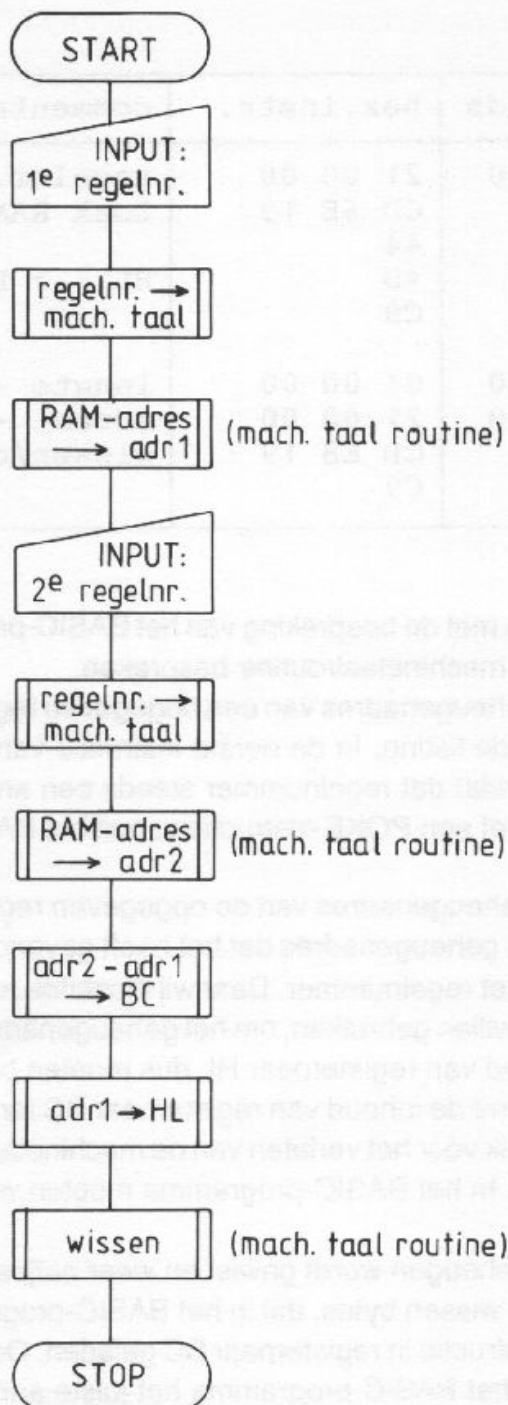 START
INPUT:
1e regelnr.
regelnr. →
mach. taal
RAM-adres
→ adr1
(mach. taal routine)
INPUT:
2e regelnr.
regelnr. →
mach. taal
RAM-adres
→ adr2
(mach. taal routine)
adr2 - adr1
→ BC
adr1 → HL
wissen
(mach. taal routine)
STOP